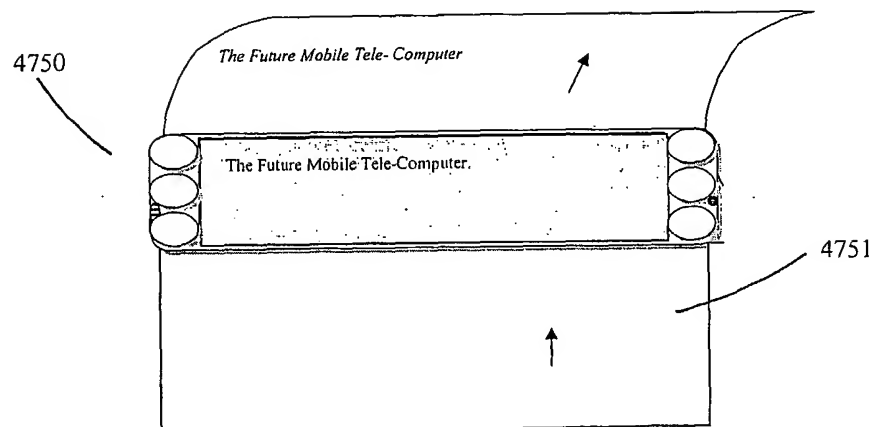 The Future Mobile Tele- Computer
4750
The Future Mobile Tele-Computer.
4751